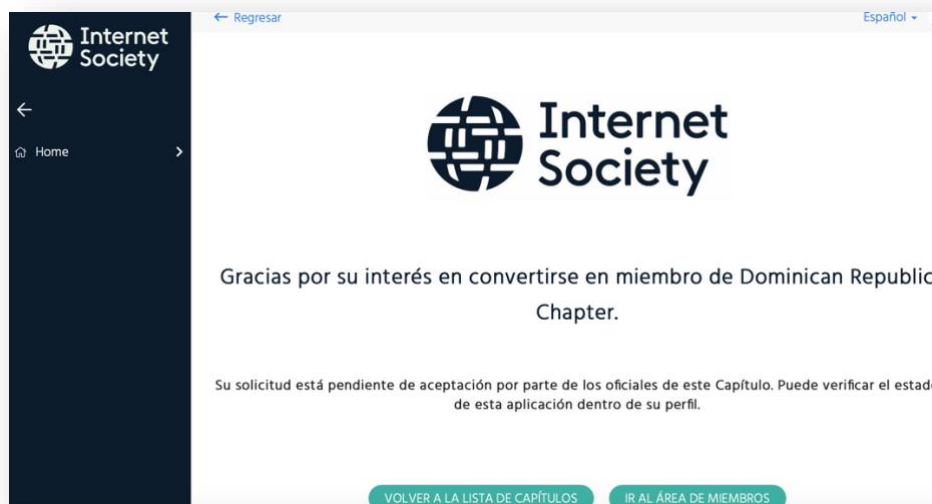 Internet
Society
← Regresar
Español
Home
Internet
Society
Gracias por su interés en convertirse en miembro de Dominican Republic
Chapter.
Su solicitud está pendiente de aceptación por parte de los oficiales de este Capítulo. Puede verificar el estado
de esta aplicación dentro de su perfil.
VOLVER A LA LISTA DE CAPÍTULOS
IR AL ÁREA DE MIEMBROS